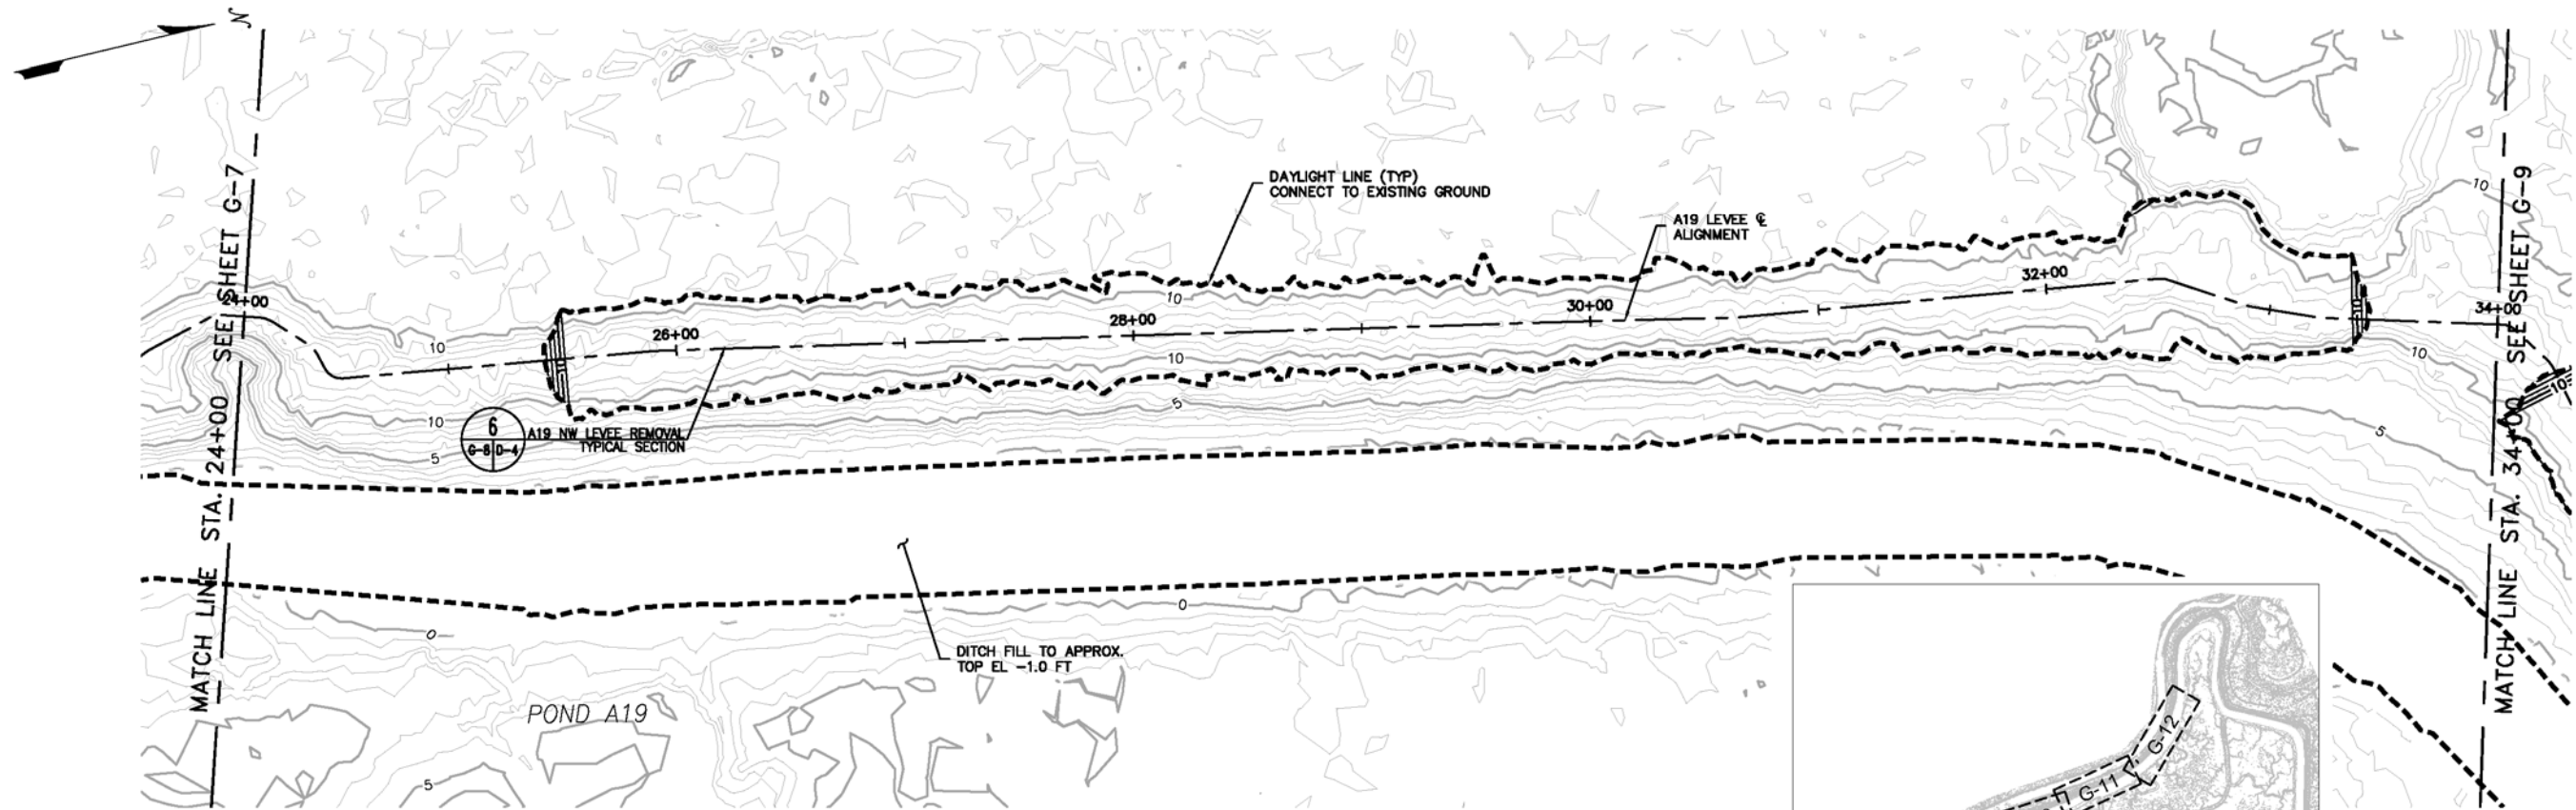 N
MATCH LINE STA. 24+00 SEE SHEET G-7
24+00
DAYLIGHT LINE (TYP)
CONNECT TO EXISTING GROUND
A19 LEVEE ℄
ALIGNMENT
10
MATCH LINE STA. 34+00 SEE SHEET G-9
26+00
28+00
30+00
32+00
34+00
10
10
10
10
10
10
10
10
5
5
5
6
G-8 D-4
A19 NW LEVEE REMOVAL
TYPICAL SECTION
0
0
DITCH FILL TO APPROX.
TOP EL -1.0 FT
POND A19
-5
G-12
G-11